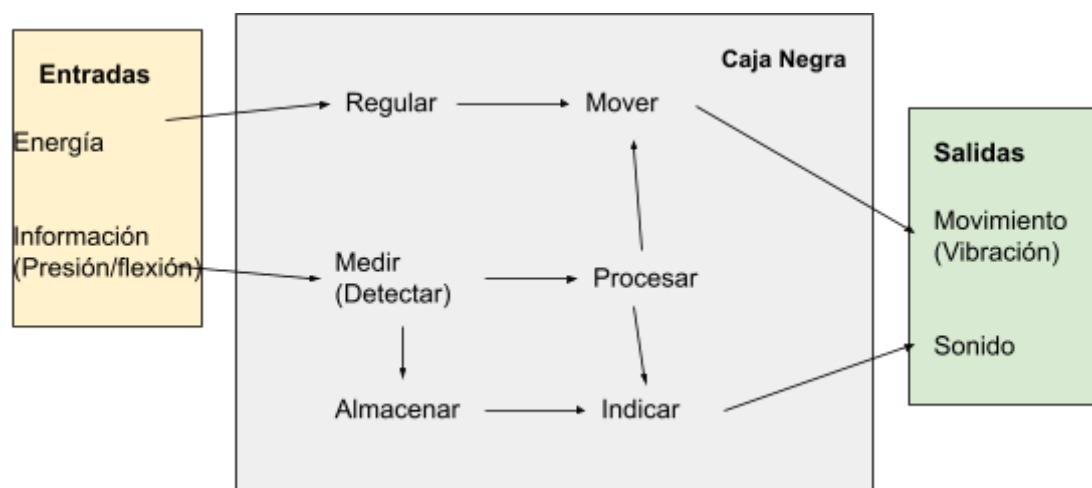 Entradas
Energía
Información
(Presión/flexión)
Caja Negra
Regular
Mover
Medir
(Detectar)
Procesar
Almacenar
Indicar
Salidas
Movimiento
(Vibración)
Sonido